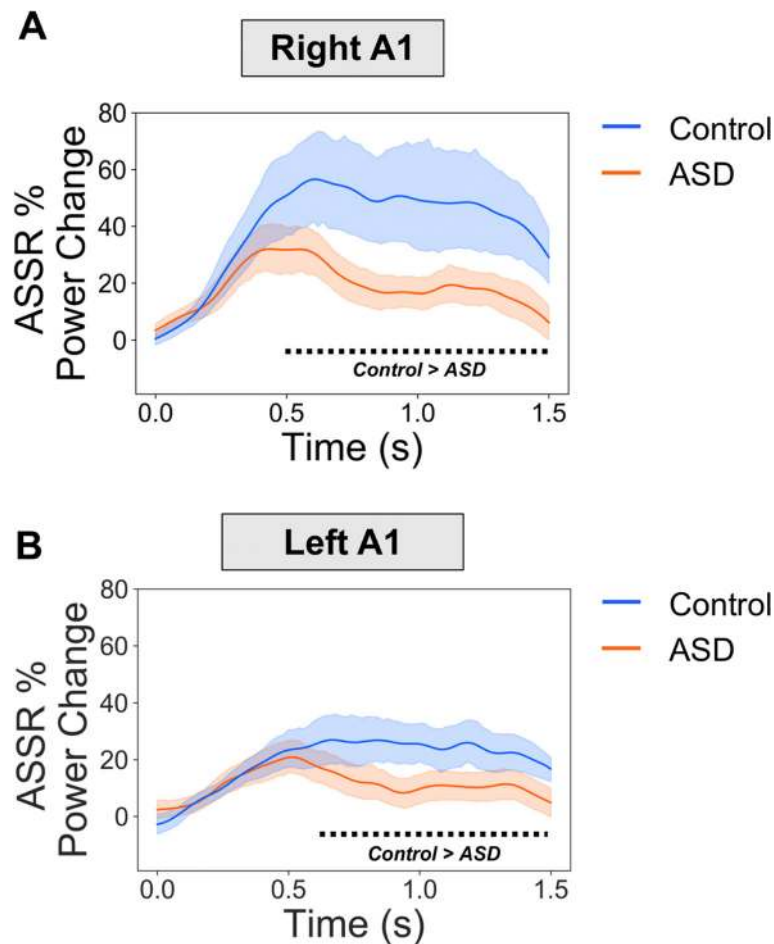 A
Right A1
80
60
40
20
0
ASSR %
Power Change
Control
ASD
Control > ASD
0.0 0.5 1.0 1.5
Time (s)
B
Left A1
80
60
40
20
0
ASSR %
Power Change
Control
ASD
Control > ASD
0.0 0.5 1.0 1.5
Time (s)